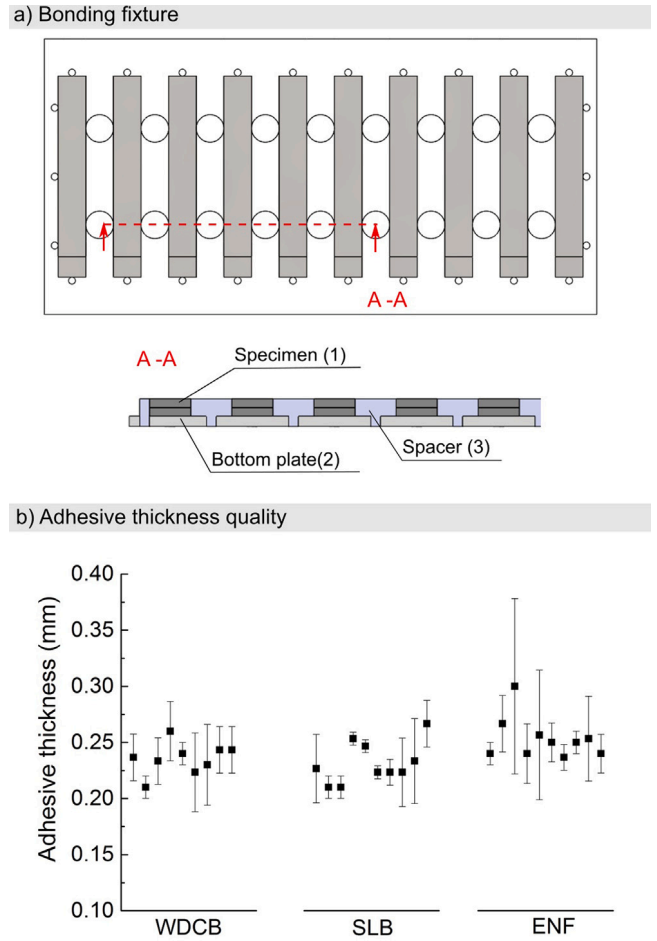 a) Bonding fixture
A -A
A -A
Specimen (1)
Spacer (3)
Bottom plate(2)
b) Adhesive thickness quality
0.40
0.35
0.30
0.25
0.20
0.15
0.10
Adhesive thickness (mm)
WDCB SLB ENF